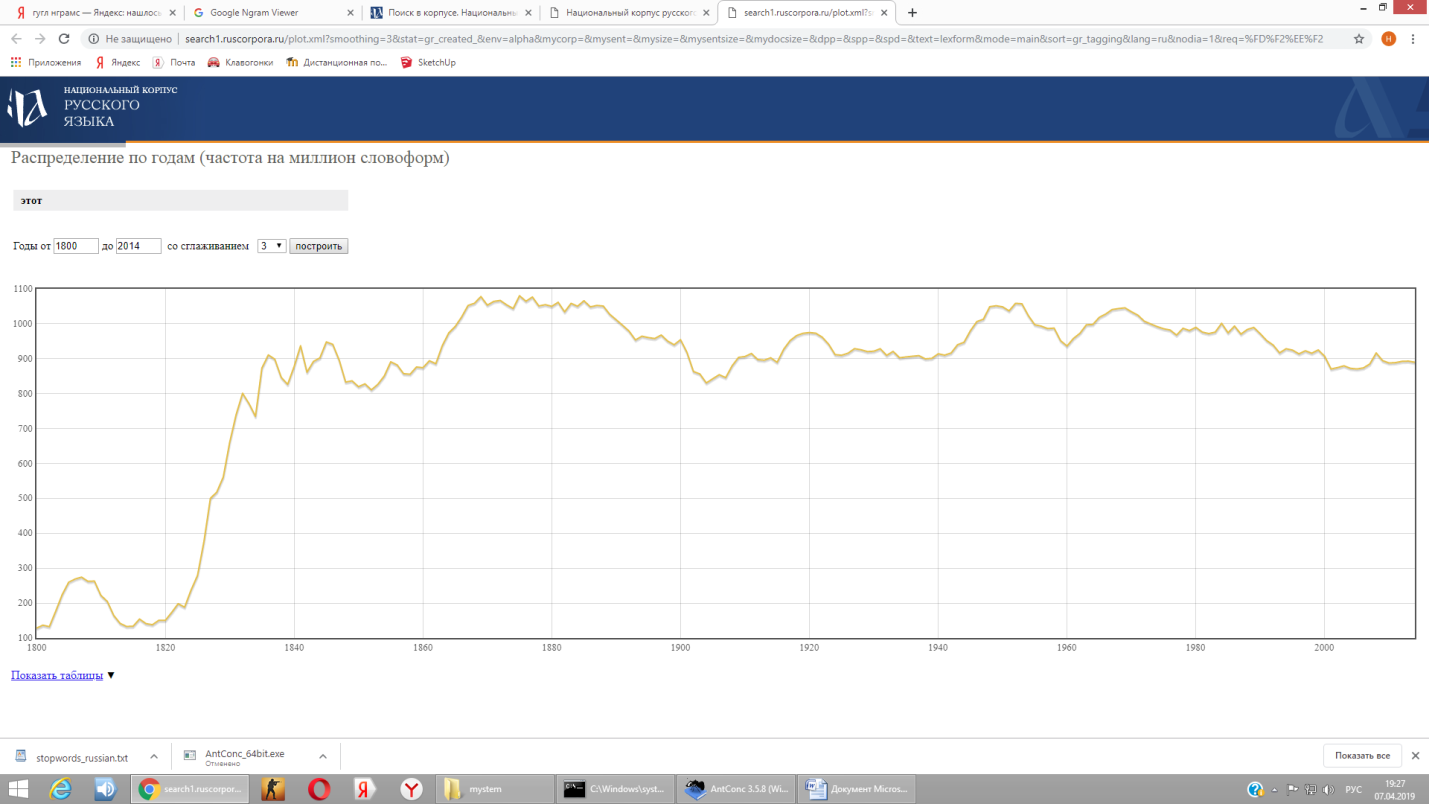 гугл нграмс — Яндекс: нашлось
Google Ngram Viewer
Поиск в корпусе. Национальны
Национальный корпус русского
search1.ruscorpora.ru/plot.xml?s
Не защищено | search1.ruscorpora.ru/plot.xml?smoothing=3&stat=gr_created_&env=alpha&mycorp=&mysent=&mysize=&mysentsize=&mydocsize=&dpp=&spp=&spd=&text=lexform&mode=main&sort=gr_tagging&lang=ru&nodia=1&req=%FD%F2%EE%F2
Н
Приложения Яндекс Почта Клавогонки Дистанционная по... SketchUp
НАЦИОНАЛЬНЫЙ КОРПУС
РУССКОГО
ЯЗЫКА
Распределение по годам (частота на миллион словоформ)
этот
Годы от 1800 до 2014 со сглаживанием 3 построить
1100
1000
900
800
700
600
500
400
300
200
100
1800 1820 1840 1860 1880 1900 1920 1940 1960 1980 2000
Показать таблицы ▼
stopwords_russian.txt
AntConc_64bit.exe
Отменено
Показать все
search1.ruscorpor...
mystem
C:\Windows\syst...
AntConc 3.5.8 (Wi...
Документ Micros...
РУС
19:27
07.04.2019